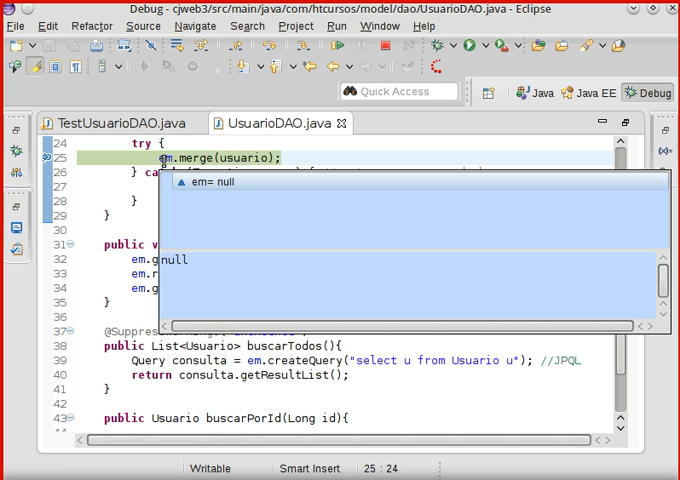 Debug - cjweb3/src/main/java/com/htcursos/model/dao/UsuarioDAO.java - Eclipse
File Edit Refactor Source Navigate Search Project Run Window Help
Quick Access
Java Java EE Debug
TestUsuarioDAO.java UsuarioDAO.java
24 try {
25 em.merge(usuario);
26 } ca
27
28 }
29 }
30
31 public v
32 em.g
33 em.r
34 em.g
35 }
36
37 @Suppres
38 public List<Usuario> buscarTodos(){
39 Query consulta = em.createQuery("select u from Usuario u"); //JPQL
40 return consulta.getResultList();
41 }
42
43 public Usuario buscarPorId(Long id){
em= null
null
Writable Smart Insert 25 : 24